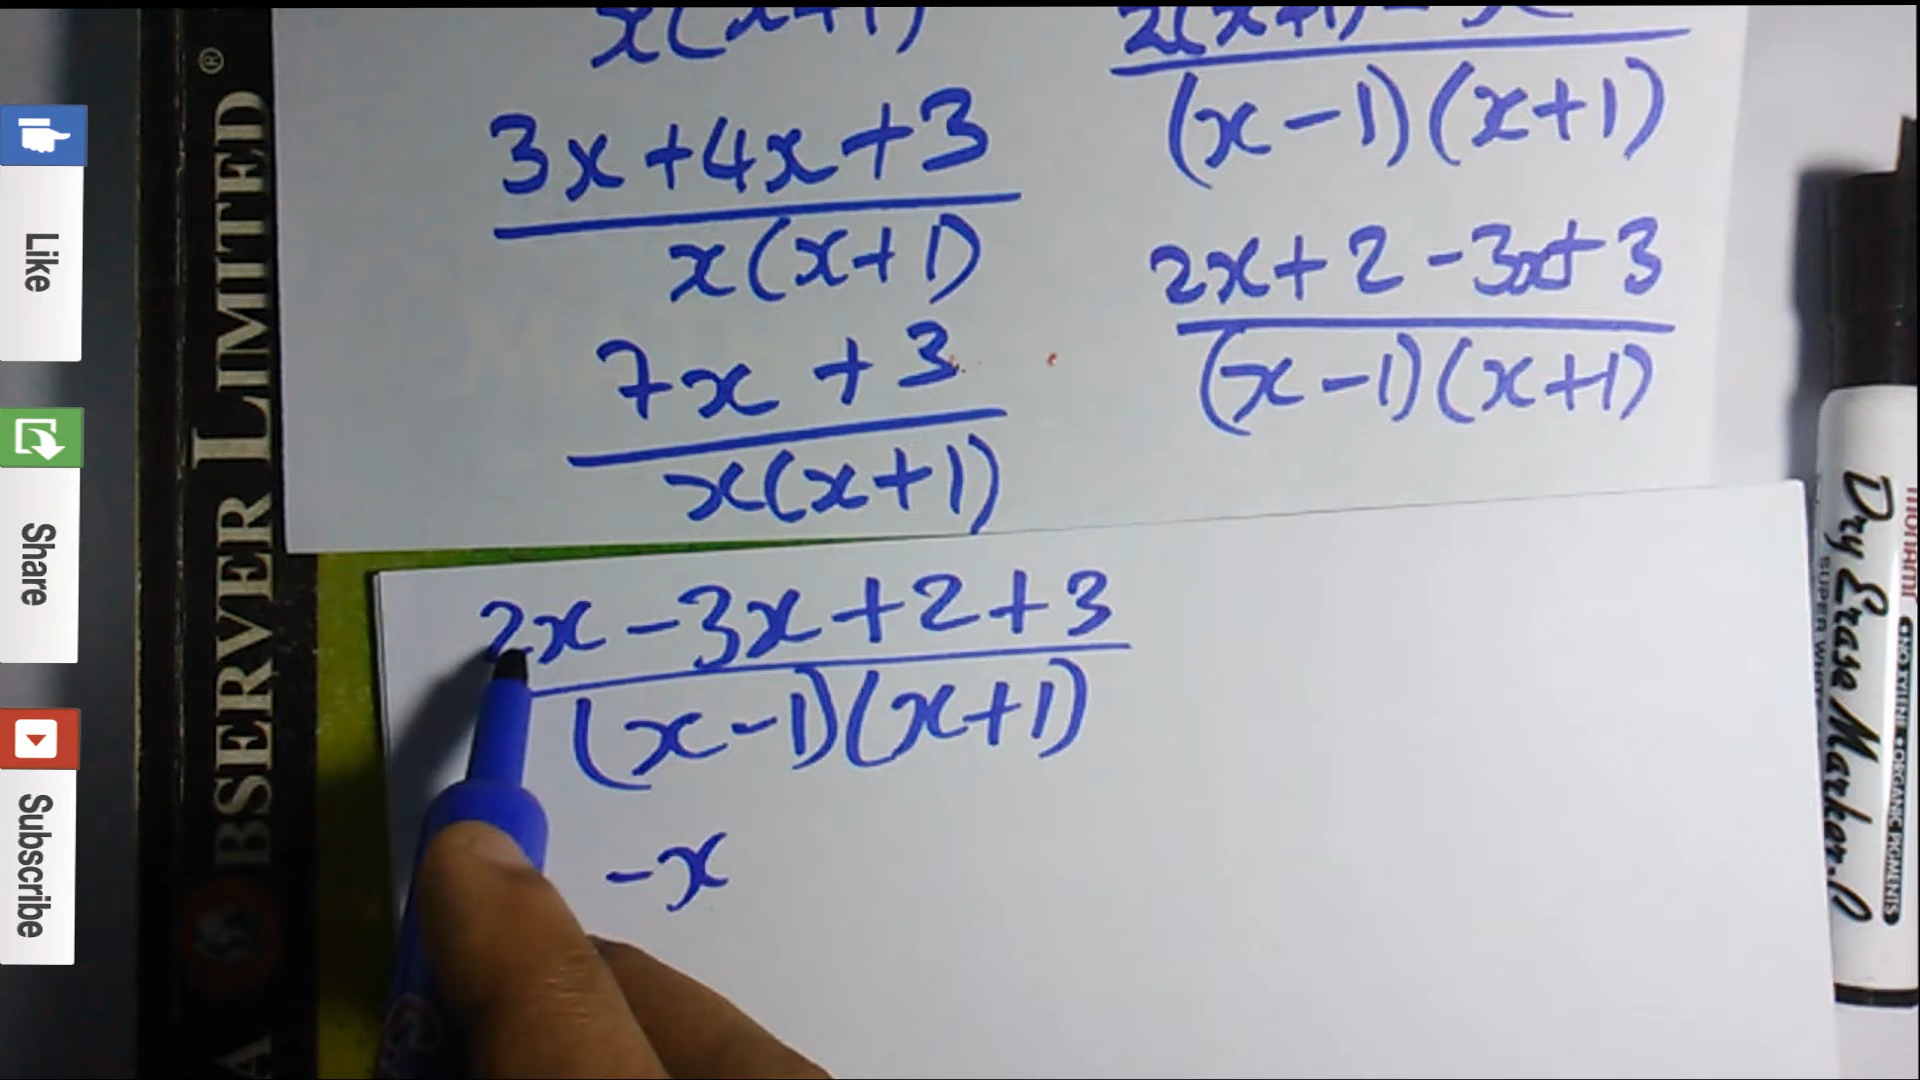 x(x+1)
3x+4x+3
x(x+1)
7x+3
x(x+1)
(x-1)(x+1)
2x+2-3x+3
(x-1)(x+1)
2x-3x+2+3
(x-1)(x+1)
-x
Like
Share
Subscribe
BSERVER LIMITED®
Dry Erase Marker